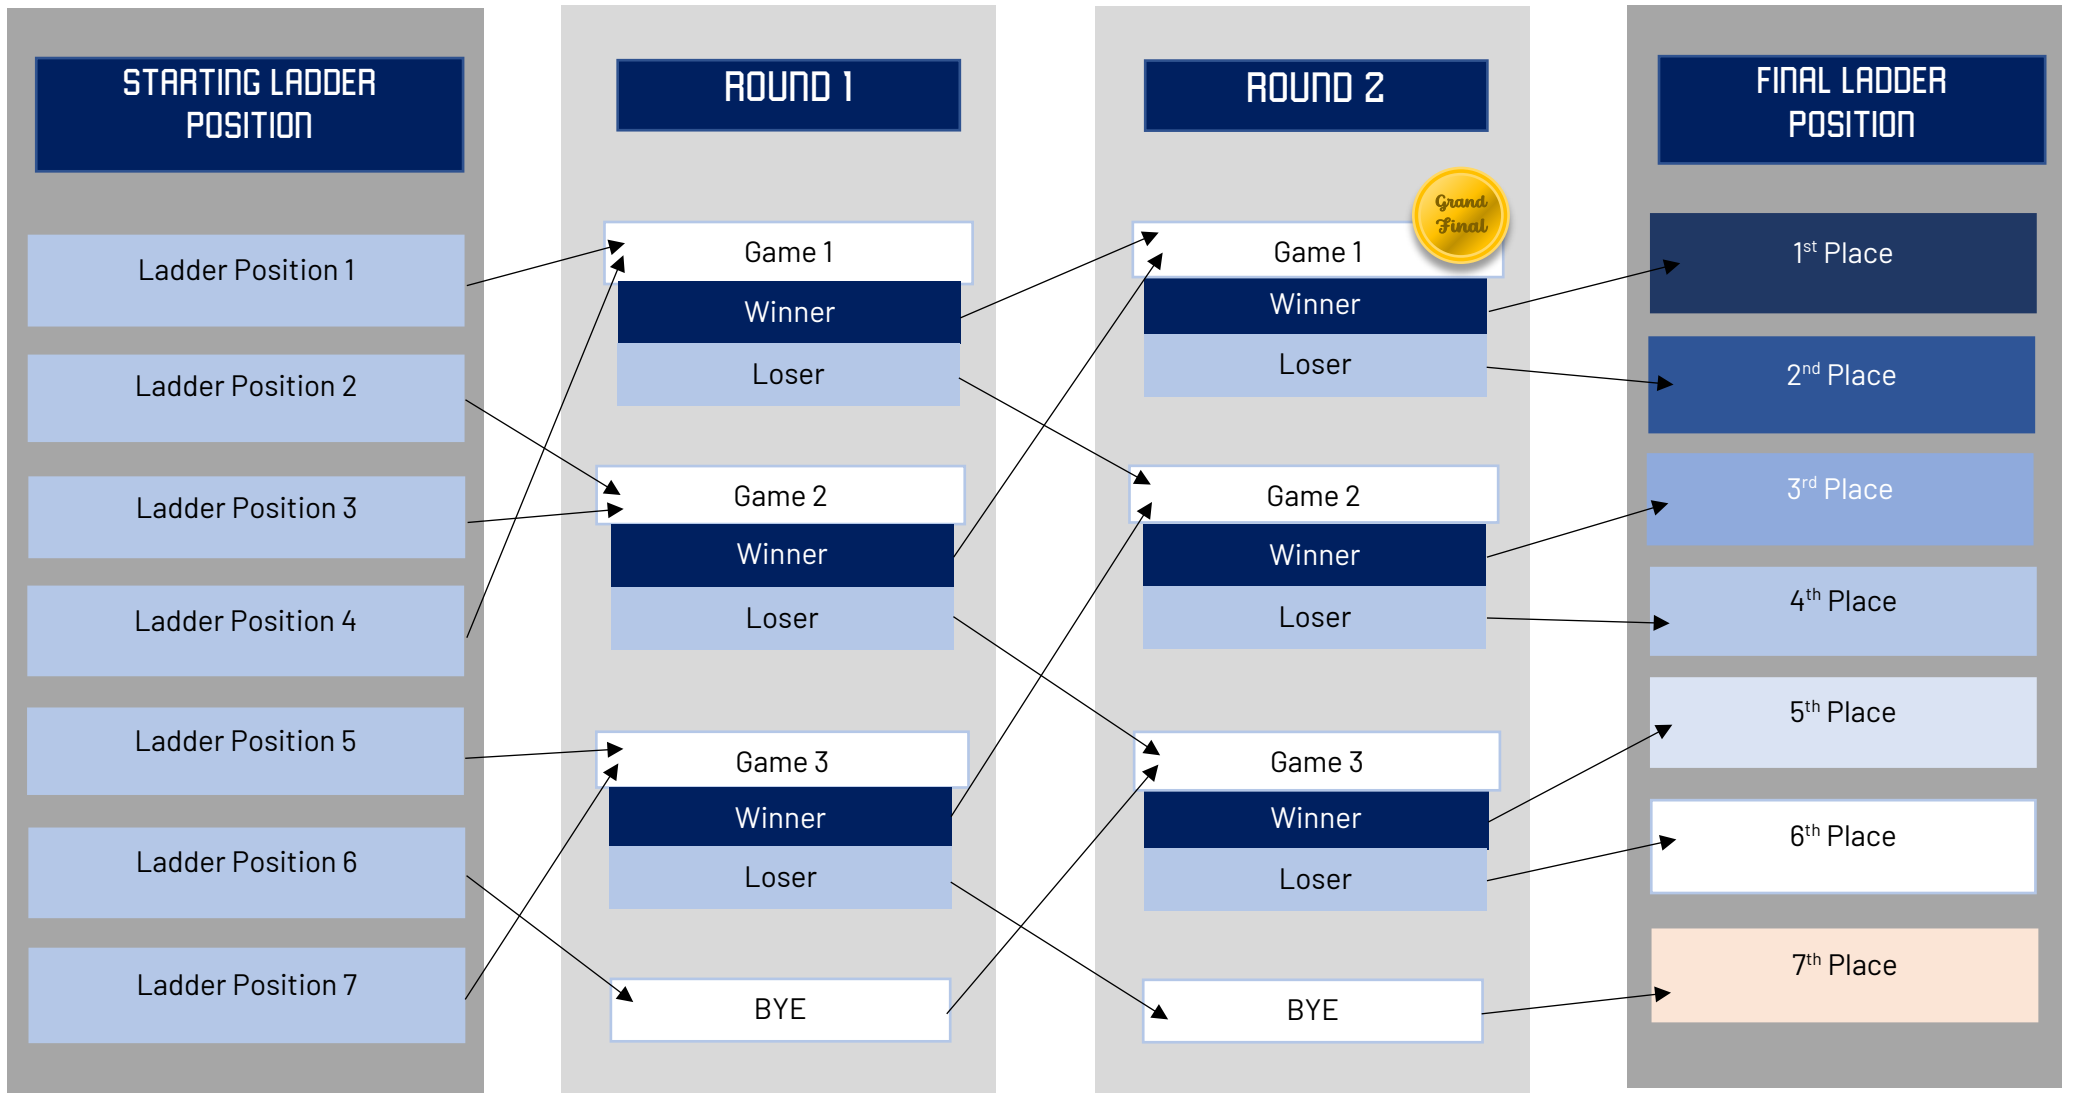 STARTING LADDER
POSITION
Ladder Position 1
Ladder Position 2
Ladder Position 3
Ladder Position 4
Ladder Position 5
Ladder Position 6
Ladder Position 7
ROUND 1
Game 1
Winner
Loser
Game 2
Winner
Loser
Game 3
Winner
Loser
BYE
ROUND 2
Grand
Final
Game 1
Winner
Loser
Game 2
Winner
Loser
Game 3
Winner
Loser
BYE
FINAL LADDER
POSITION
1st Place
2nd Place
3rd Place
4th Place
5th Place
6th Place
7th Place